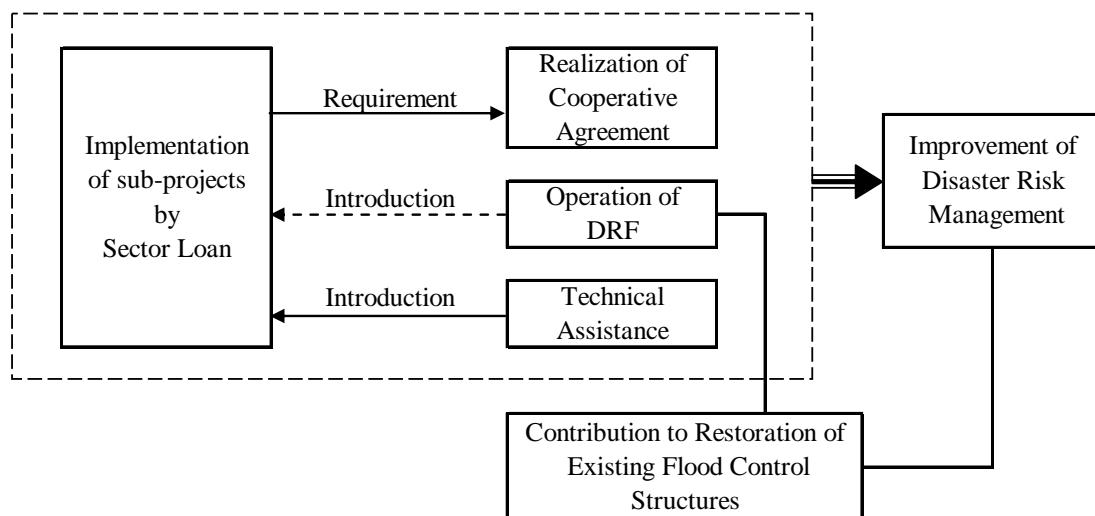 Implementation
of sub-projects
by
Sector Loan
Requirement
Realization of
Cooperative
Agreement
Introduction
Operation of
DRF
Introduction
Technical
Assistance
Improvement of
Disaster Risk
Management
Contribution to Restoration of
Existing Flood Control
Structures